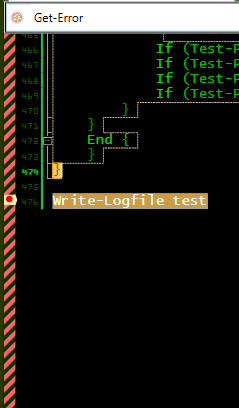 Get-Error
465
466 If (Test-P
467 If (Test-P
468 If (Test-P
469 If (Test-P
470 }
471 }
472 End {
473 }
474 }
475
476 Write-Logfile test